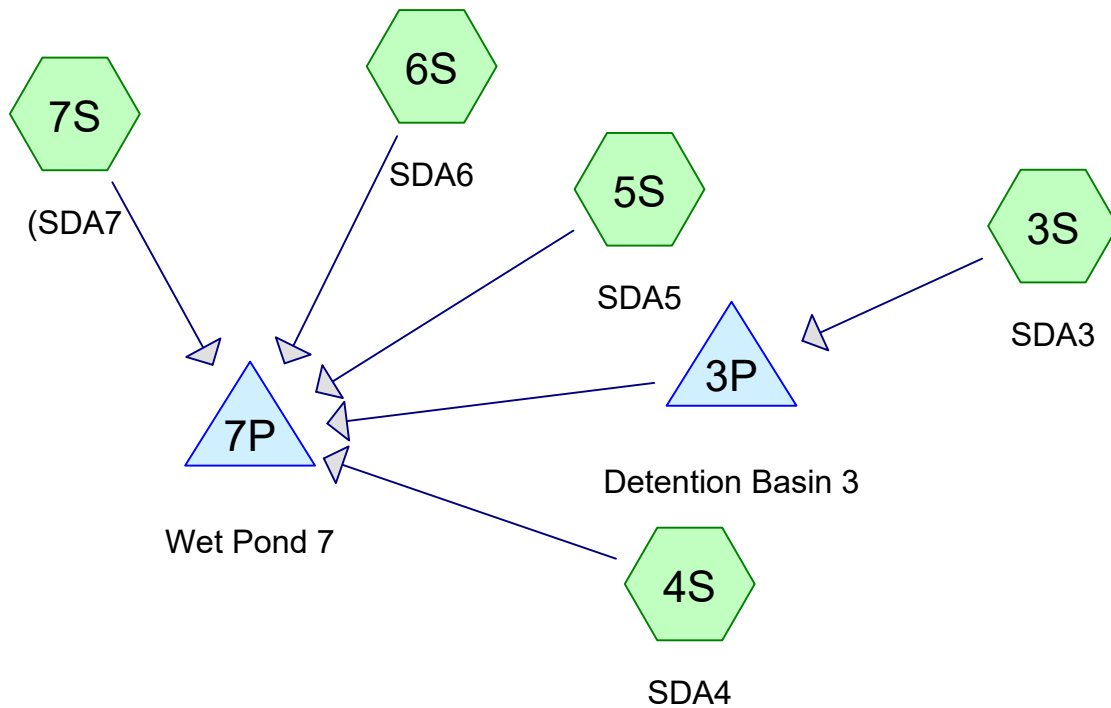 6S
7S
SDA6
5S
(SDA7
3S
SDA5
SDA3
3P
7P
Detention Basin 3
Wet Pond 7
4S
SDA4